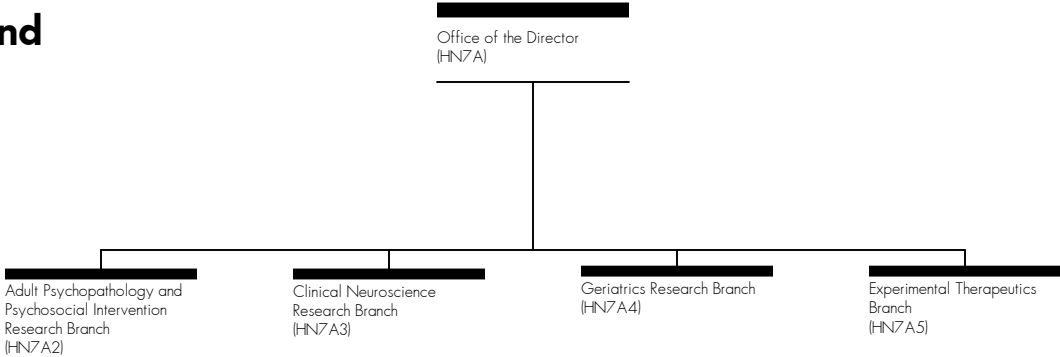 nd
Office of the Director
(HN7A)
Adult Psychopathology and
Psychosocial Intervention
Research Branch
(HN7A2)
Clinical Neuroscience
Research Branch
(HN7A3)
Geriatrics Research Branch
(HN7A4)
Experimental Therapeutics
Branch
(HN7A5)